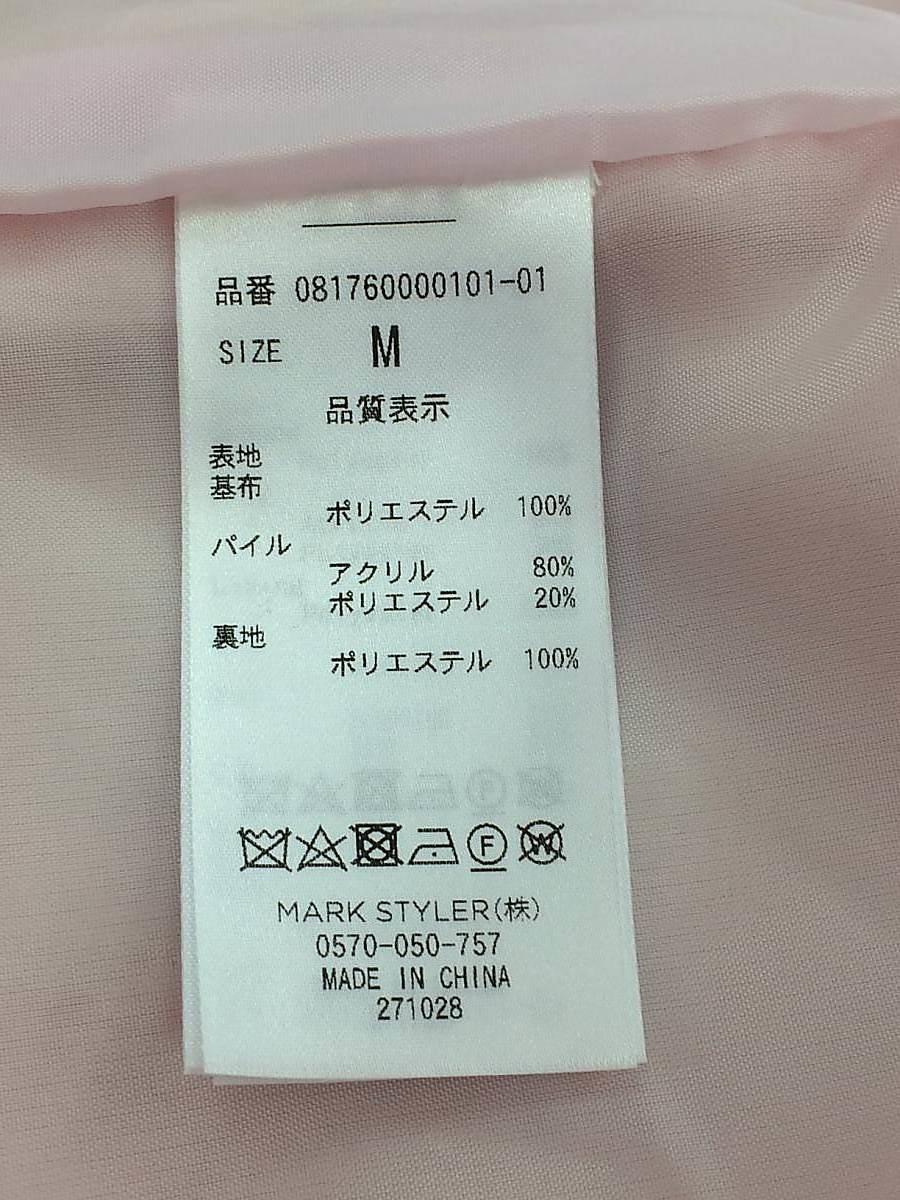 品番 081760000101-01
SIZE M
品質表示
表地
基布
ポリエステル 100%
パイル
アクリル 80%
ポリエステル 20%
裏地
ポリエステル 100%
F W
MARK STYLER(株)
0570-050-757
MADE IN CHINA
271028